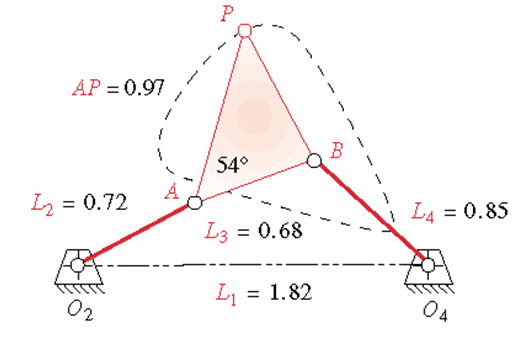 P
AP = 0.97
B
54°
A
L₂ = 0.72
L₄ = 0.85
L₃ = 0.68
L₁ = 1.82
O₂
O₄